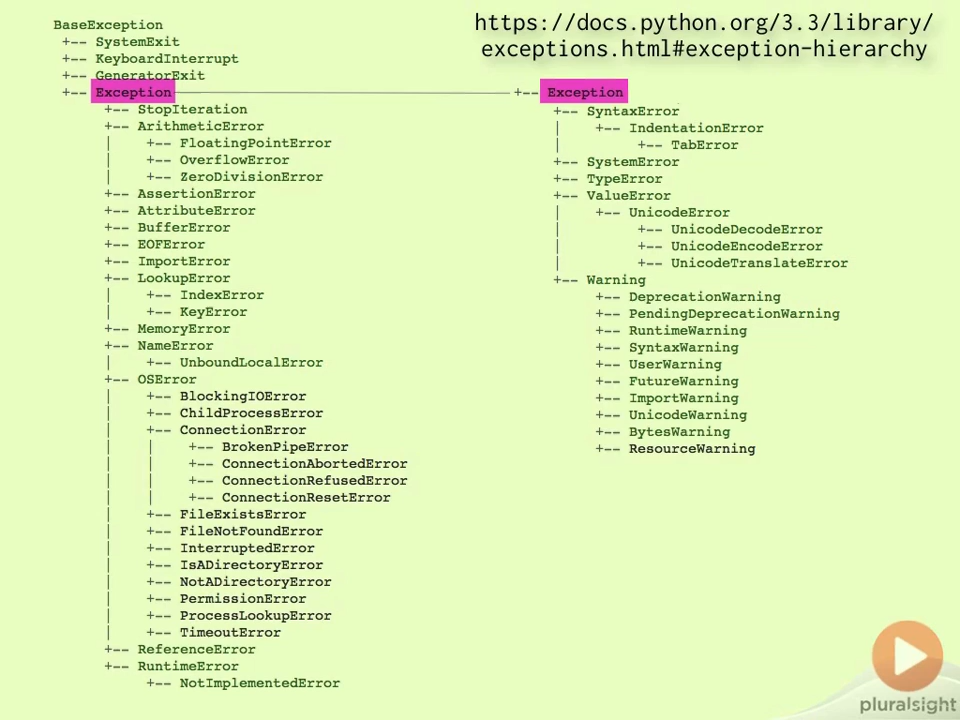 https://docs.python.org/3.3/library/
exceptions.html#exception-hierarchy
BaseException
+-- SystemExit
+-- KeyboardInterrupt
+-- GeneratorExit
+-- Exception
+-- StopIteration
+-- ArithmeticError
|    +-- FloatingPointError
|    +-- OverflowError
|    +-- ZeroDivisionError
+-- AssertionError
+-- AttributeError
+-- BufferError
+-- EOFError
+-- ImportError
+-- LookupError
|    +-- IndexError
|    +-- KeyError
+-- MemoryError
+-- NameError
|    +-- UnboundLocalError
+-- OSError
|    +-- BlockingIOError
|    +-- ChildProcessError
|    +-- ConnectionError
|    |    +-- BrokenPipeError
|    |    +-- ConnectionAbortedError
|    |    +-- ConnectionRefusedError
|    |    +-- ConnectionResetError
|    +-- FileExistsError
|    +-- FileNotFoundError
|    +-- InterruptedError
|    +-- IsADirectoryError
|    +-- NotADirectoryError
|    +-- PermissionError
|    +-- ProcessLookupError
|    +-- TimeoutError
+-- ReferenceError
+-- RuntimeError
+-- NotImplementedError
+-- Exception
+-- SyntaxError
|    +-- IndentationError
|         +-- TabError
+-- SystemError
+-- TypeError
+-- ValueError
|    +-- UnicodeError
|         +-- UnicodeDecodeError
|         +-- UnicodeEncodeError
|         +-- UnicodeTranslateError
+-- Warning
+-- DeprecationWarning
+-- PendingDeprecationWarning
+-- RuntimeWarning
+-- SyntaxWarning
+-- UserWarning
+-- FutureWarning
+-- ImportWarning
+-- UnicodeWarning
+-- BytesWarning
+-- ResourceWarning
pluralsight